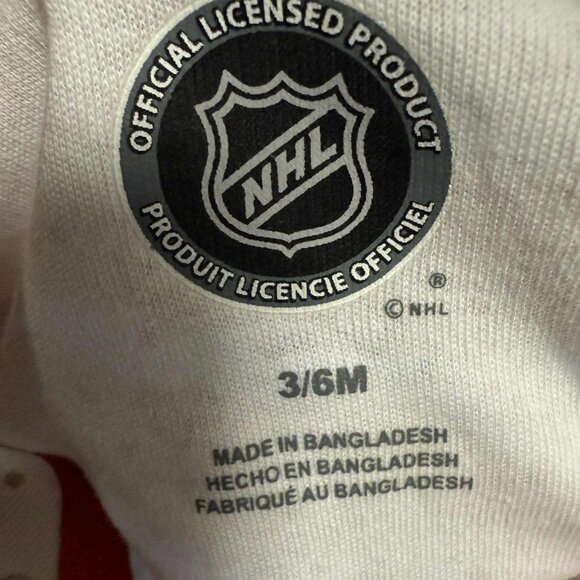 OFFICIAL LICENSED PRODUCT
NHL
PRODUIT LICENCIE OFFICIEL
®
© NHL
3/6M
MADE IN BANGLADESH
HECHO EN BANGLADESH
FABRIQUÉ AU BANGLADESH